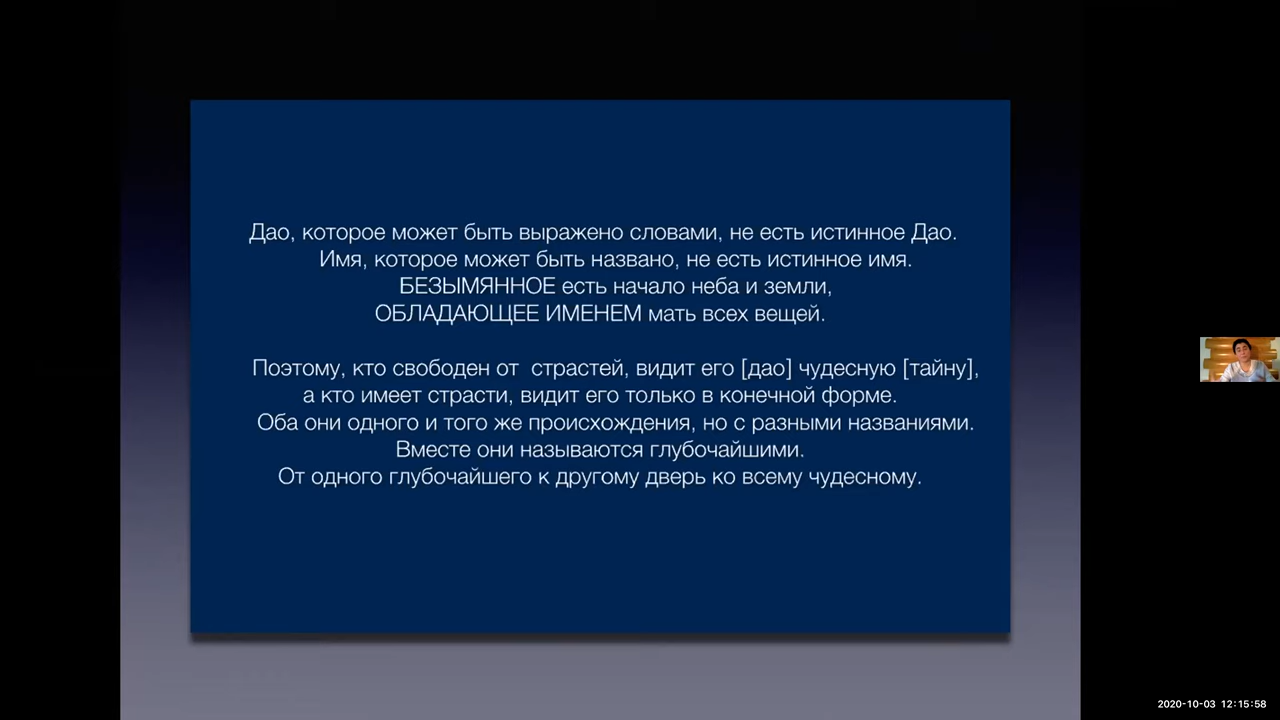 Дао, которое может быть выражено словами, не есть истинное Дао.
Имя, которое может быть названо, не есть истинное имя.
БЕЗЫМЯННОЕ есть начало неба и земли,
ОБЛАДАЮЩЕЕ ИМЕНЕМ мать всех вещей.
Поэтому, кто свободен от страстей, видит его [дао] чудесную [тайну],
а кто имеет страсти, видит его только в конечной форме.
Оба они одного и того же происхождения, но с разными названиями.
Вместе они называются глубочайшими.
От одного глубочайшего к другому дверь ко всему чудесному.
2020-10-03 12:15:58